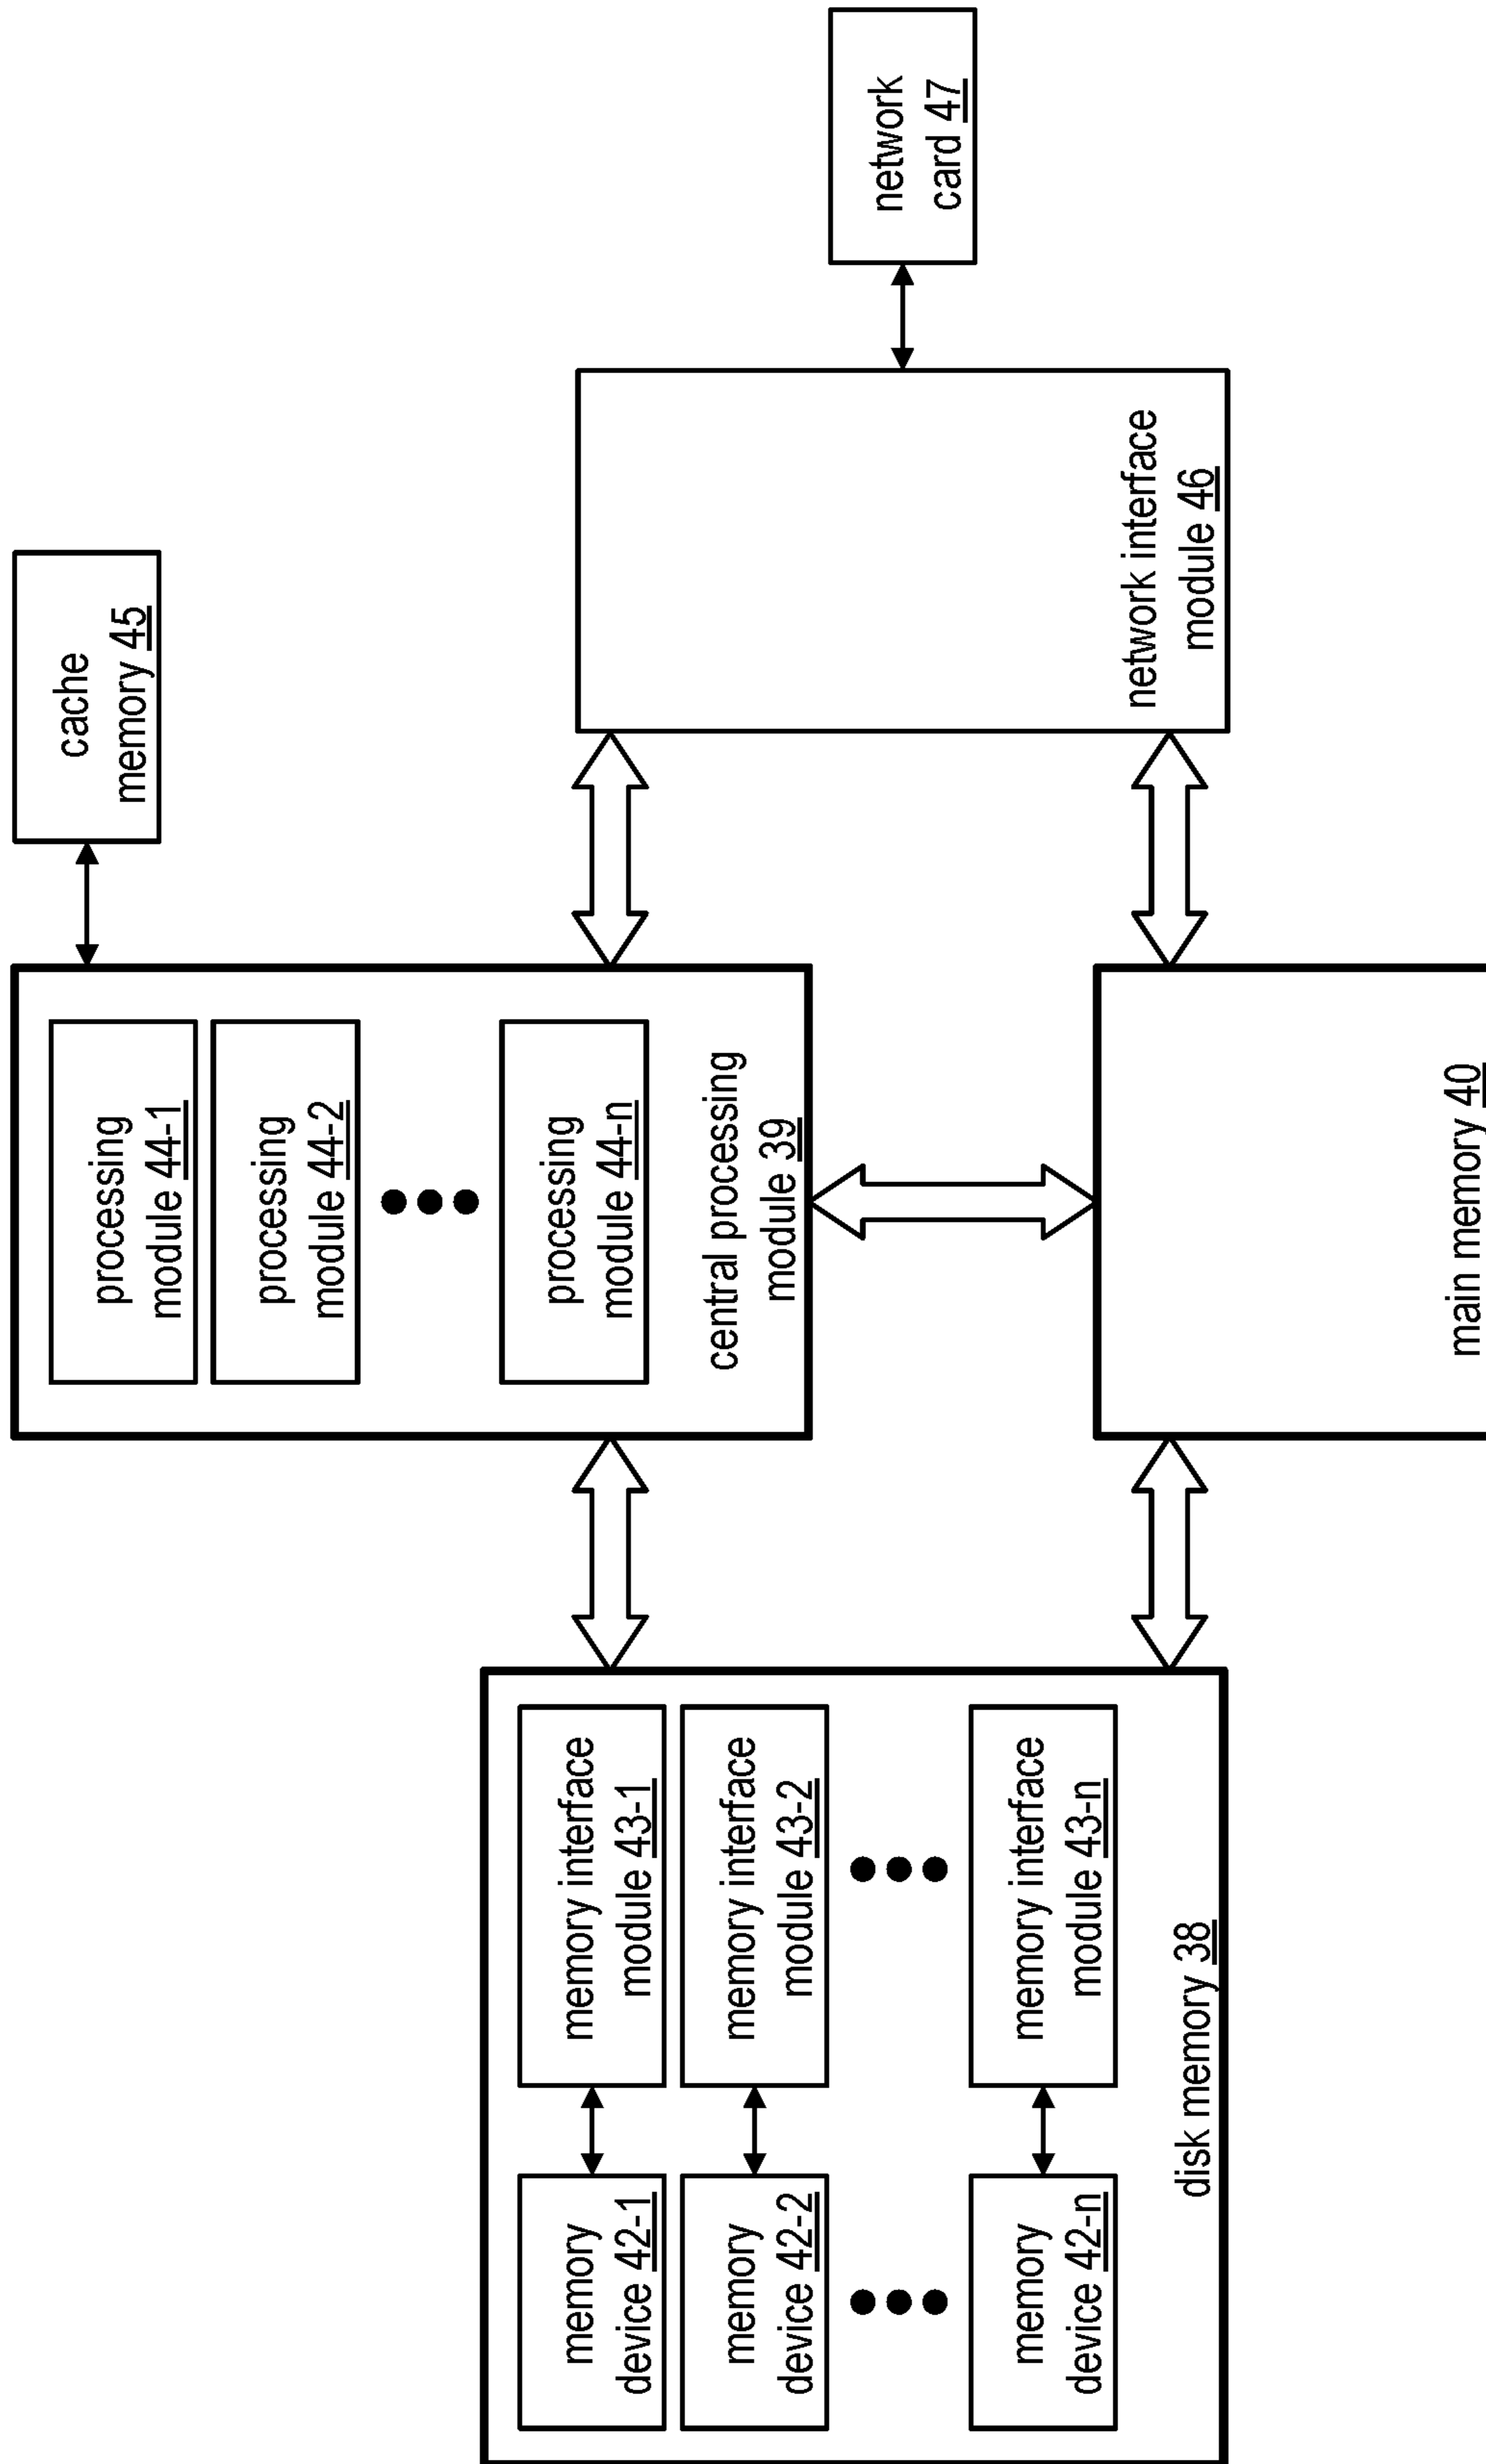 memory
device 42-1
memory
device 42-2
memory
device 42-n
memory interface
module 43-1
memory interface
module 43-2
memory interface
module 43-n
disk memory 38
processing
module 44-1
processing
module 44-2
processing
module 44-n
central processing
module 39
main memory 40
cache
memory 45
network interface
module 46
network
card 47